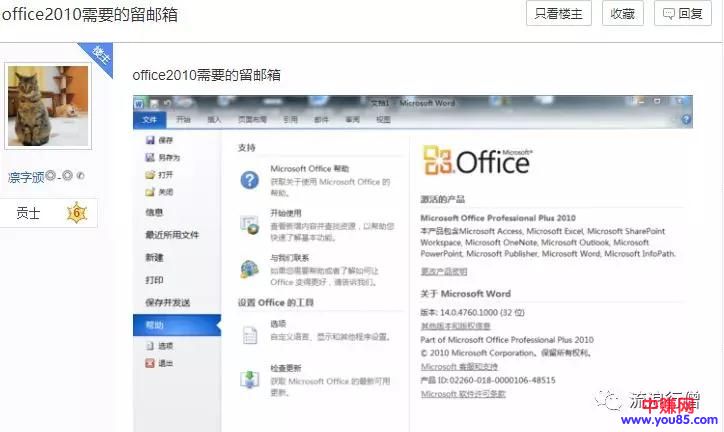 office2010需要的留邮箱
只看楼主
收藏
回复
楼主
office2010需要的留邮箱
文档1 - Microsoft Word
文件 开始 插入 页面布局 引用 邮件 审阅 视图
保存
另存为
打开
关闭
信息
最近所用文件
新建
打印
保存并发送
帮助
选项
退出
支持
Microsoft Office 帮助
获取关于使用 Microsoft Office 的
帮助。
开始使用
查看新增内容并查找资源，以帮助您
快速了解基本功能。
与我们联系
如果您需要帮助或者了解如何让
Office 变得更好，请告诉我们。
设置 Office 的工具
选项
自定义语言、显示和其他程序设置。
检查更新
获取 Microsoft Office 的最新可用
更新。
Microsoft®
Office
激活的产品
Microsoft Office Professional Plus 2010
本产品包含Microsoft Access, Microsoft Excel, Microsoft SharePoint
Workspace, Microsoft OneNote, Microsoft Outlook, Microsoft
PowerPoint, Microsoft Publisher, Microsoft Word, Microsoft InfoPath.
更改产品密钥
关于 Microsoft Word
版本: 14.0.4760.1000 (32 位)
其他版本和版权信息
Part of Microsoft Office Professional Plus 2010
© 2010 Microsoft Corporation。保留所有权利。
Microsoft 客服和支持
产品 ID:02260-018-0000106-48515
Microsoft 软件许可条款
凛字颁
贡士
6
流浪行僧
中赚网
www.you85.com